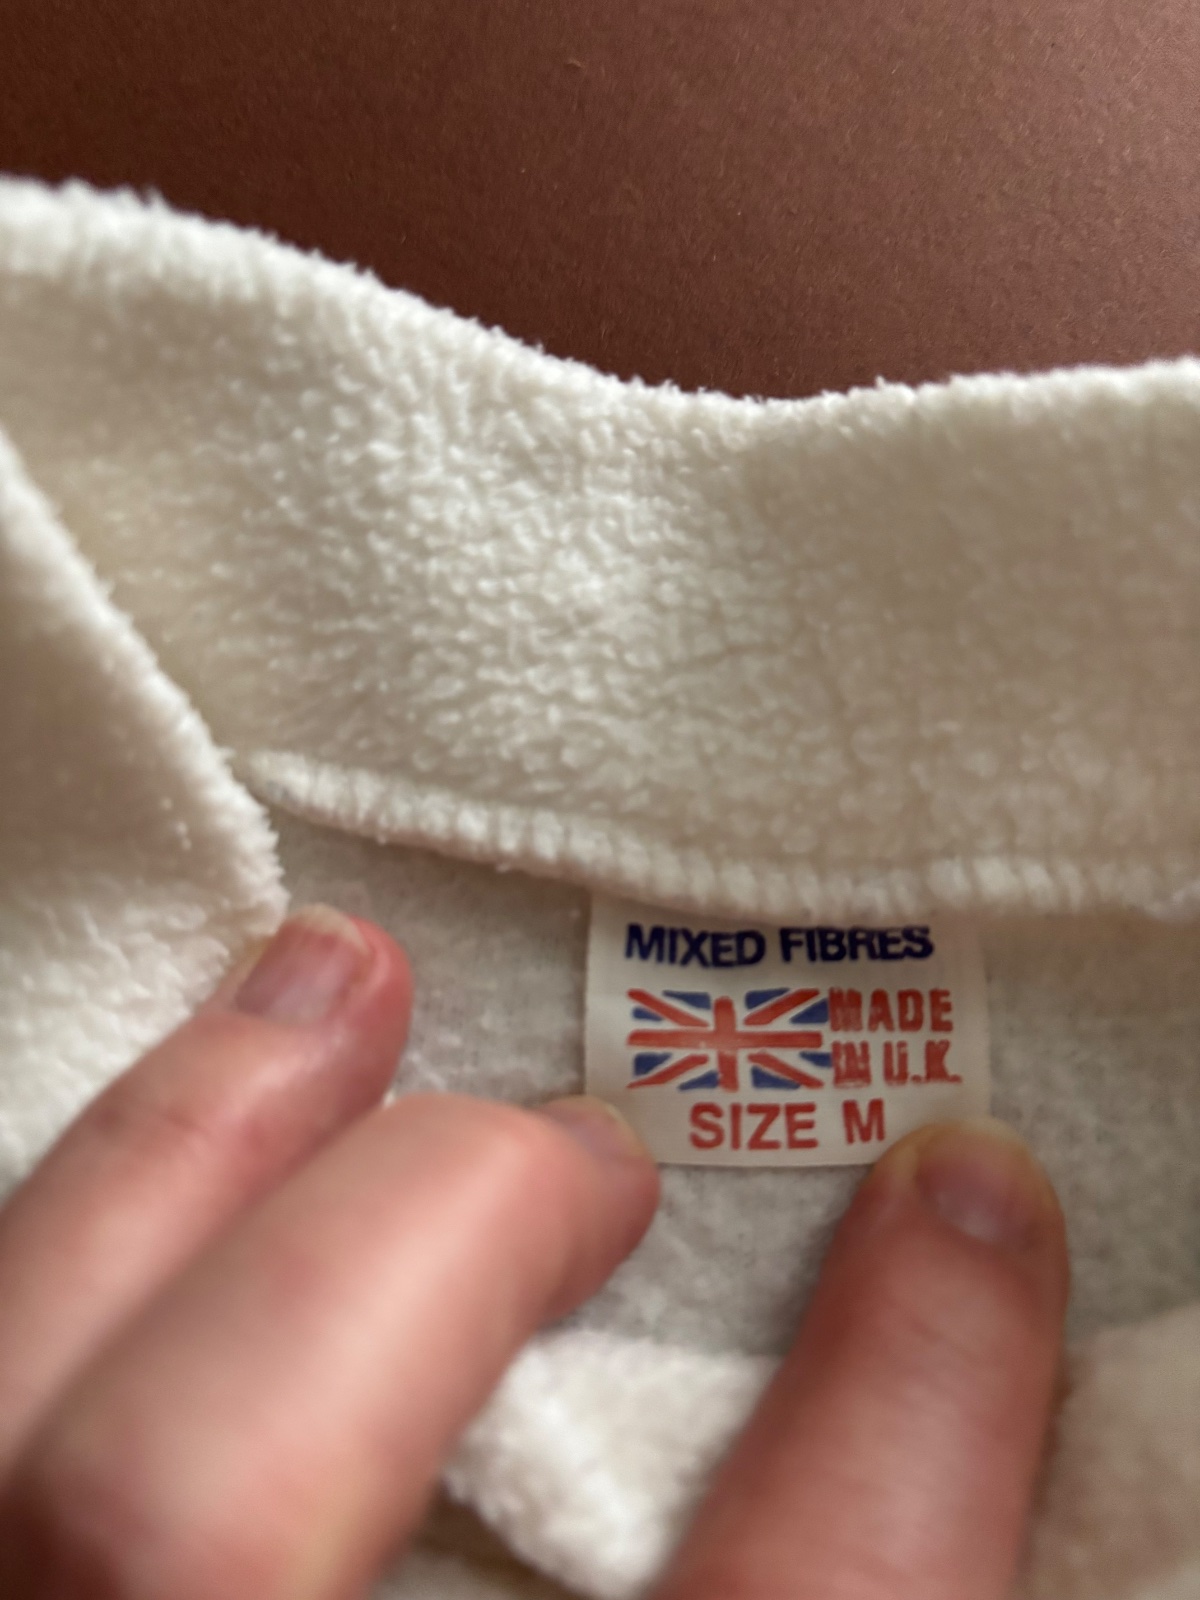 MIXED FIBRES
MADE
IN U.K.
SIZE M